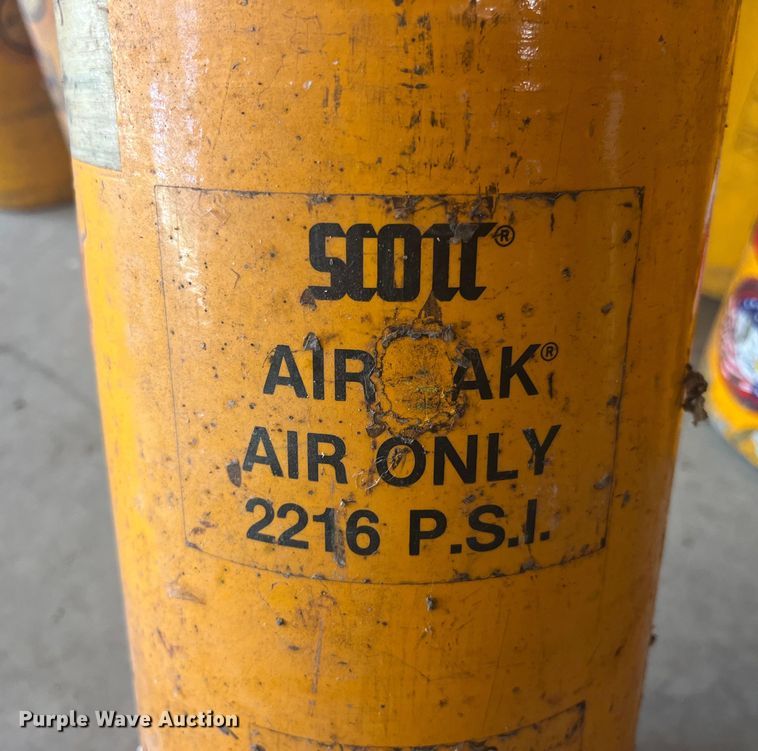 SCOTT®
AIR AK®
AIR ONLY
2216 P.S.I.
Purple Wave Auction